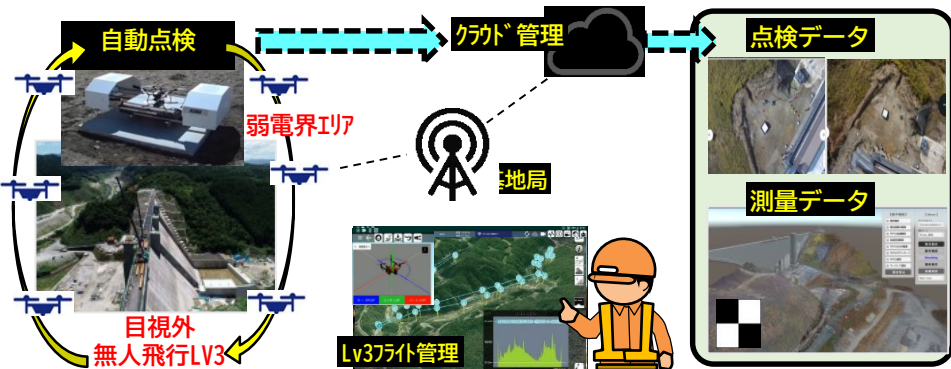 自動点検
弱電界ｴﾘｱ
目視外
無人飛行LV3
ｸﾗｳﾄﾞ管理
基地局
Lv3ﾌﾗｲﾄ管理
点検データ
測量データ